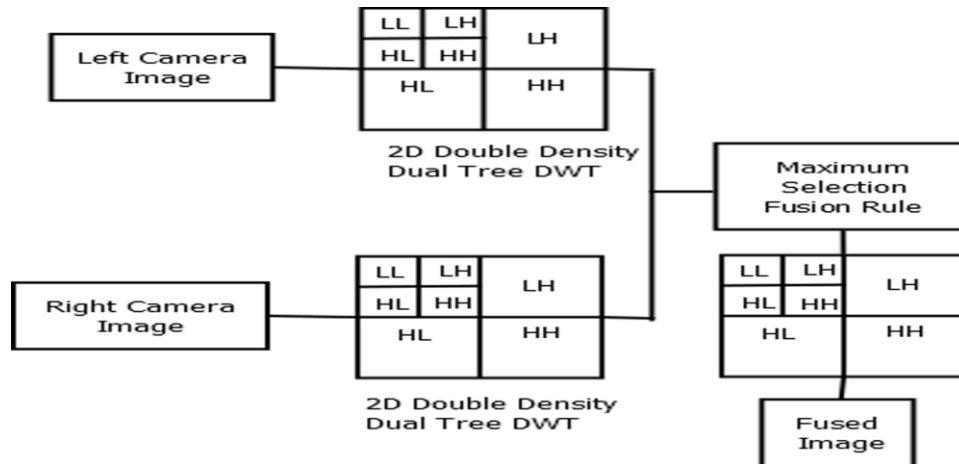 Left Camera
Image
LL LH
HL HH
LH
HL HH
2D Double Density
Dual Tree DWT
Maximum
Selection
Fusion Rule
Right Camera
Image
LL LH
HL HH
LH
HL HH
2D Double Density
Dual Tree DWT
LL LH
HL HH
LH
HL HH
Fused
Image